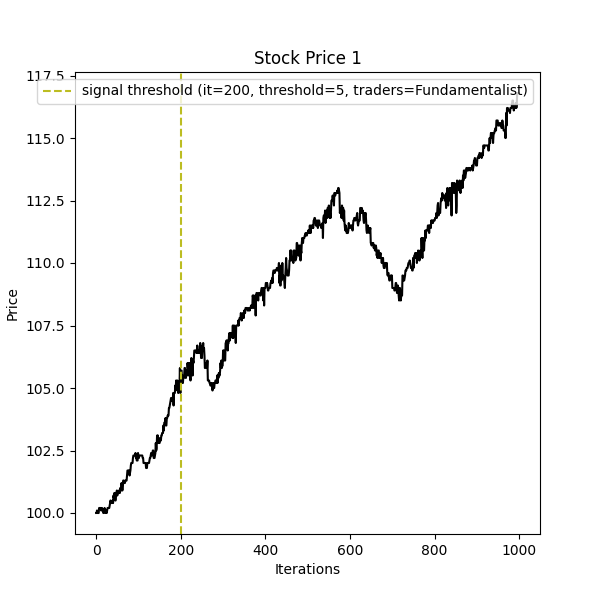 Stock Price 1
signal threshold (it=200, threshold=5, traders=Fundamentalist)
Price
117.5
115.0
112.5
110.0
107.5
105.0
102.5
100.0
0 200 400 600 800 1000
Iterations